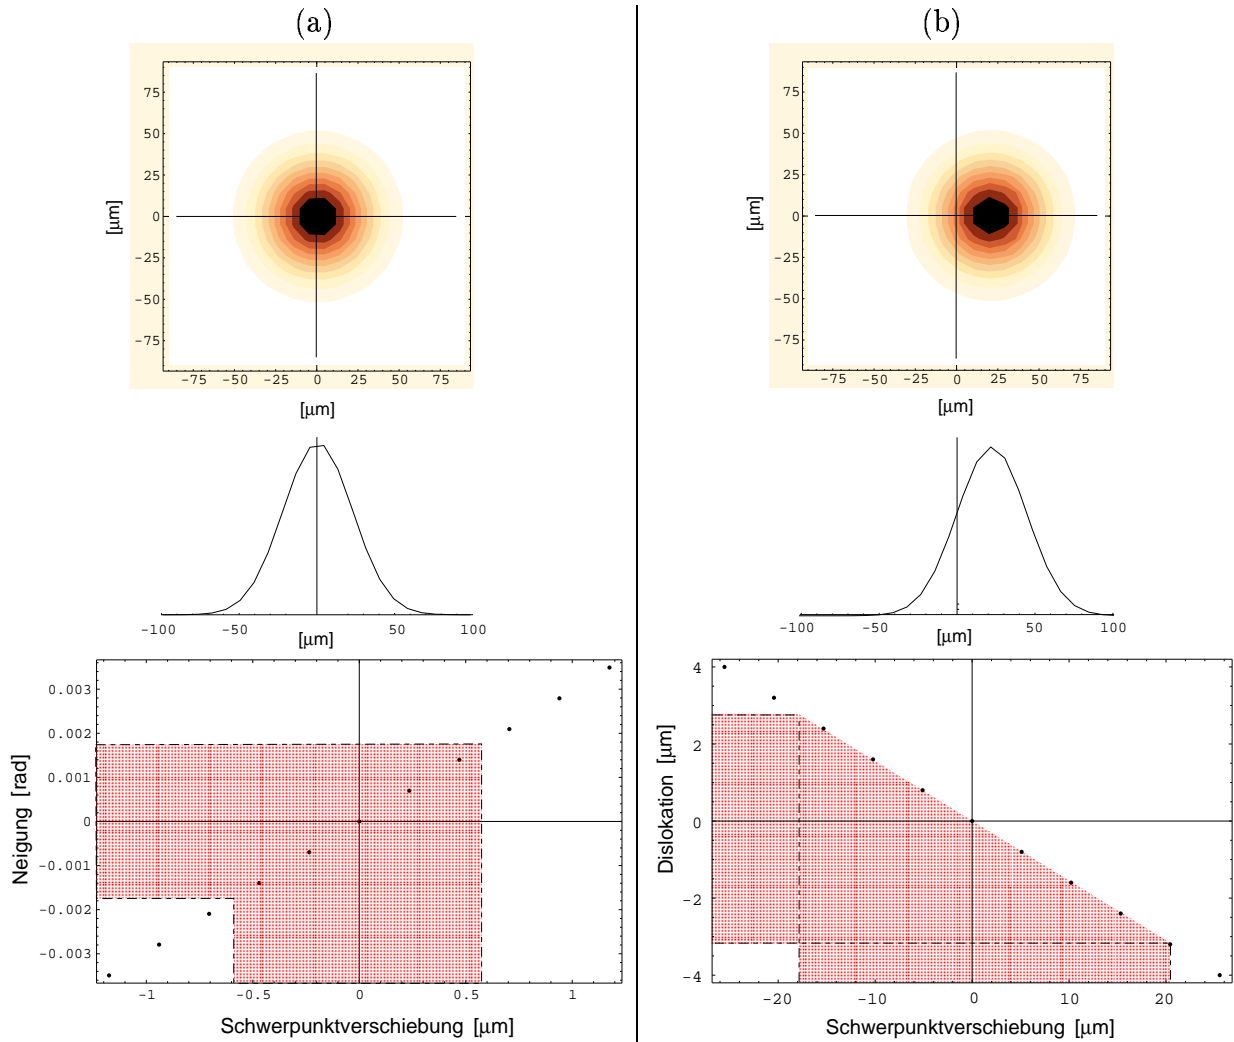 (a)
75
50
25
0
-25
-50
-75
[µm]
-75 -50 -25 0 25 50 75
[µm]
-100 -50 50 100
[µm]
0.003
0.002
0.001
0
-0.001
-0.002
-0.003
Neigung [rad]
-1 -0.5 0 0.5 1
Schwerpunktverschiebung [µm]
(b)
75
50
25
0
-25
-50
-75
[µm]
-75 -50 -25 0 25 50 75
[µm]
-100 -50 50 100
[µm]
4
2
0
-2
-4
Dislokation [µm]
-20 -10 0 10 20
Schwerpunktverschiebung [µm]